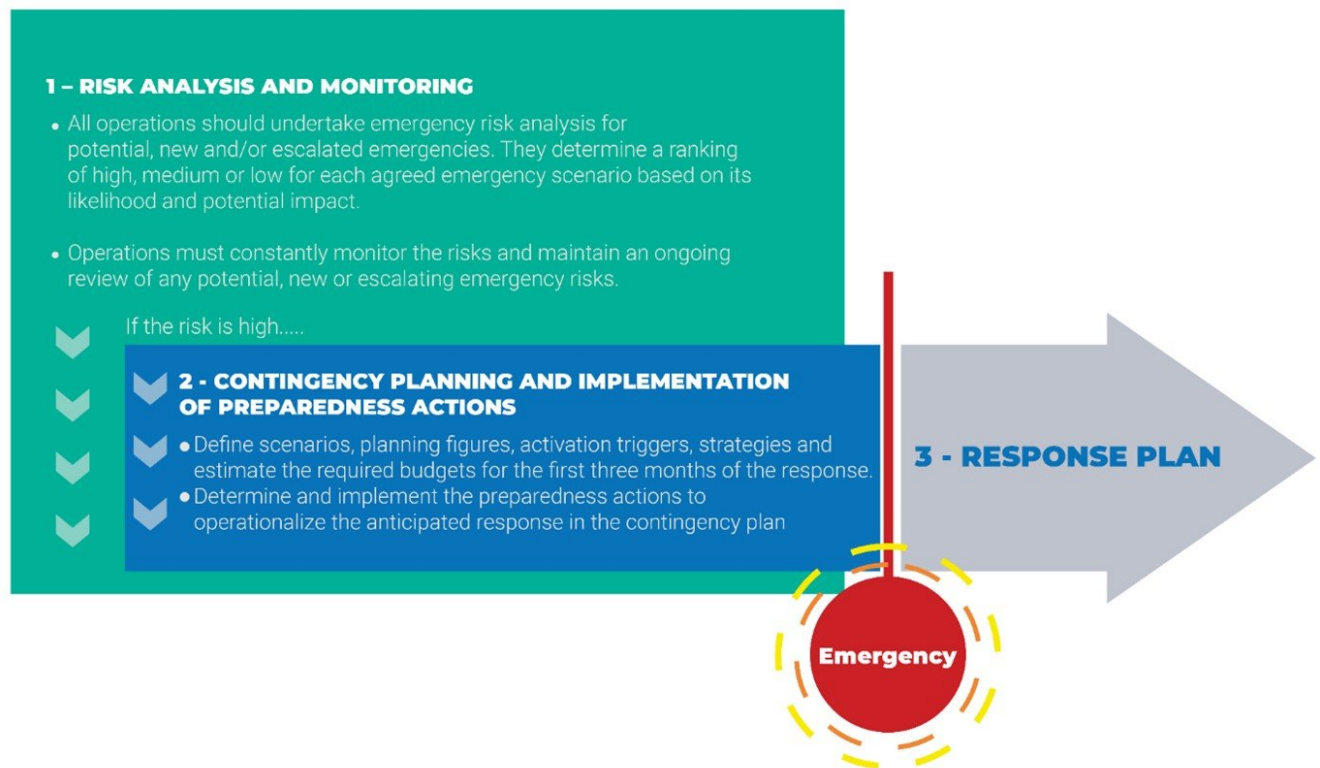 1 – RISK ANALYSIS AND MONITORING
• All operations should undertake emergency risk analysis for
potential, new and/or escalated emergencies. They determine a ranking
of high, medium or low for each agreed emergency scenario based on its
likelihood and potential impact.
• Operations must constantly monitor the risks and maintain an ongoing
review of any potential, new or escalating emergency risks.
If the risk is high.....
2 - CONTINGENCY PLANNING AND IMPLEMENTATION
OF PREPAREDNESS ACTIONS
• Define scenarios, planning figures, activation triggers, strategies and
estimate the required budgets for the first three months of the response.
• Determine and implement the preparedness actions to
operationalize the anticipated response in the contingency plan
3 - RESPONSE PLAN
Emergency